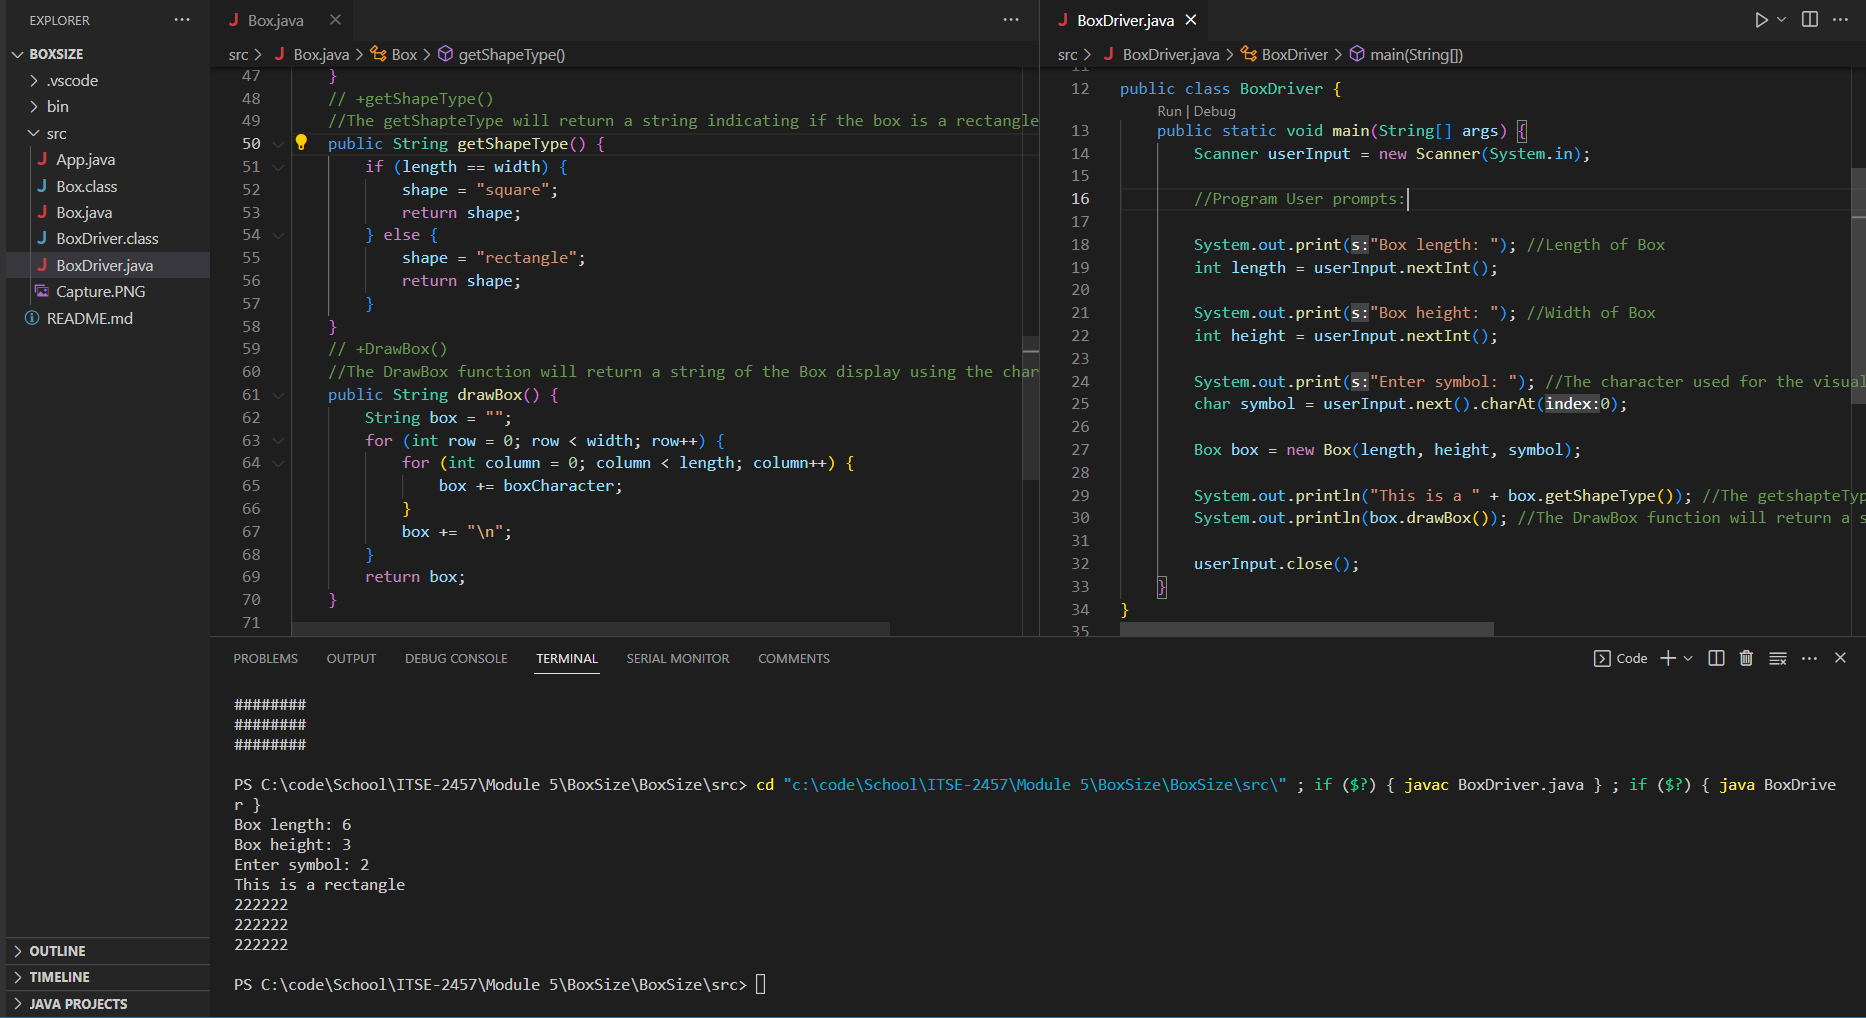 EXPLORER
BOXSIZE
.vscode
bin
src
App.java
Box.class
Box.java
BoxDriver.class
BoxDriver.java
Capture.PNG
README.md
OUTLINE
TIMELINE
JAVA PROJECTS
Box.java
src > Box.java > Box > getShapeType()
47 }
48 // +getShapeType()
49 //The getShapteType will return a string indicating if the box is a rectangle
50 public String getShapeType() {
51 if (length == width) {
52 shape = "square";
53 return shape;
54 } else {
55 shape = "rectangle";
56 return shape;
57 }
58 }
59 // +DrawBox()
60 //The DrawBox function will return a string of the Box display using the char
61 public String drawBox() {
62 String box = "";
63 for (int row = 0; row < width; row++) {
64 for (int column = 0; column < length; column++) {
65 box += boxCharacter;
66 }
67 box += "\n";
68 }
69 return box;
70 }
71
BoxDriver.java
src > BoxDriver.java > BoxDriver > main(String[])
11
12 public class BoxDriver {
Run | Debug
13 public static void main(String[] args) {
14 Scanner userInput = new Scanner(System.in);
15
16 //Program User prompts:
17
18 System.out.print(s:"Box length: "); //Length of Box
19 int length = userInput.nextInt();
20
21 System.out.print(s:"Box height: "); //Width of Box
22 int height = userInput.nextInt();
23
24 System.out.print(s:"Enter symbol: "); //The character used for the visual
25 char symbol = userInput.next().charAt(index:0);
26
27 Box box = new Box(length, height, symbol);
28
29 System.out.println("This is a " + box.getShapeType()); //The getshapteTyp
30 System.out.println(box.drawBox()); //The DrawBox function will return a s
31
32 userInput.close();
33 }
34 }
35
PROBLEMS OUTPUT DEBUG CONSOLE TERMINAL SERIAL MONITOR COMMENTS
Code
########
########
########
PS C:\code\School\ITSE-2457\Module 5\BoxSize\BoxSize\src> cd "c:\code\School\ITSE-2457\Module 5\BoxSize\BoxSize\src\" ; if ($?) { javac BoxDriver.java } ; if ($?) { java BoxDrive
r }
Box length: 6
Box height: 3
Enter symbol: 2
This is a rectangle
222222
222222
222222
PS C:\code\School\ITSE-2457\Module 5\BoxSize\BoxSize\src>